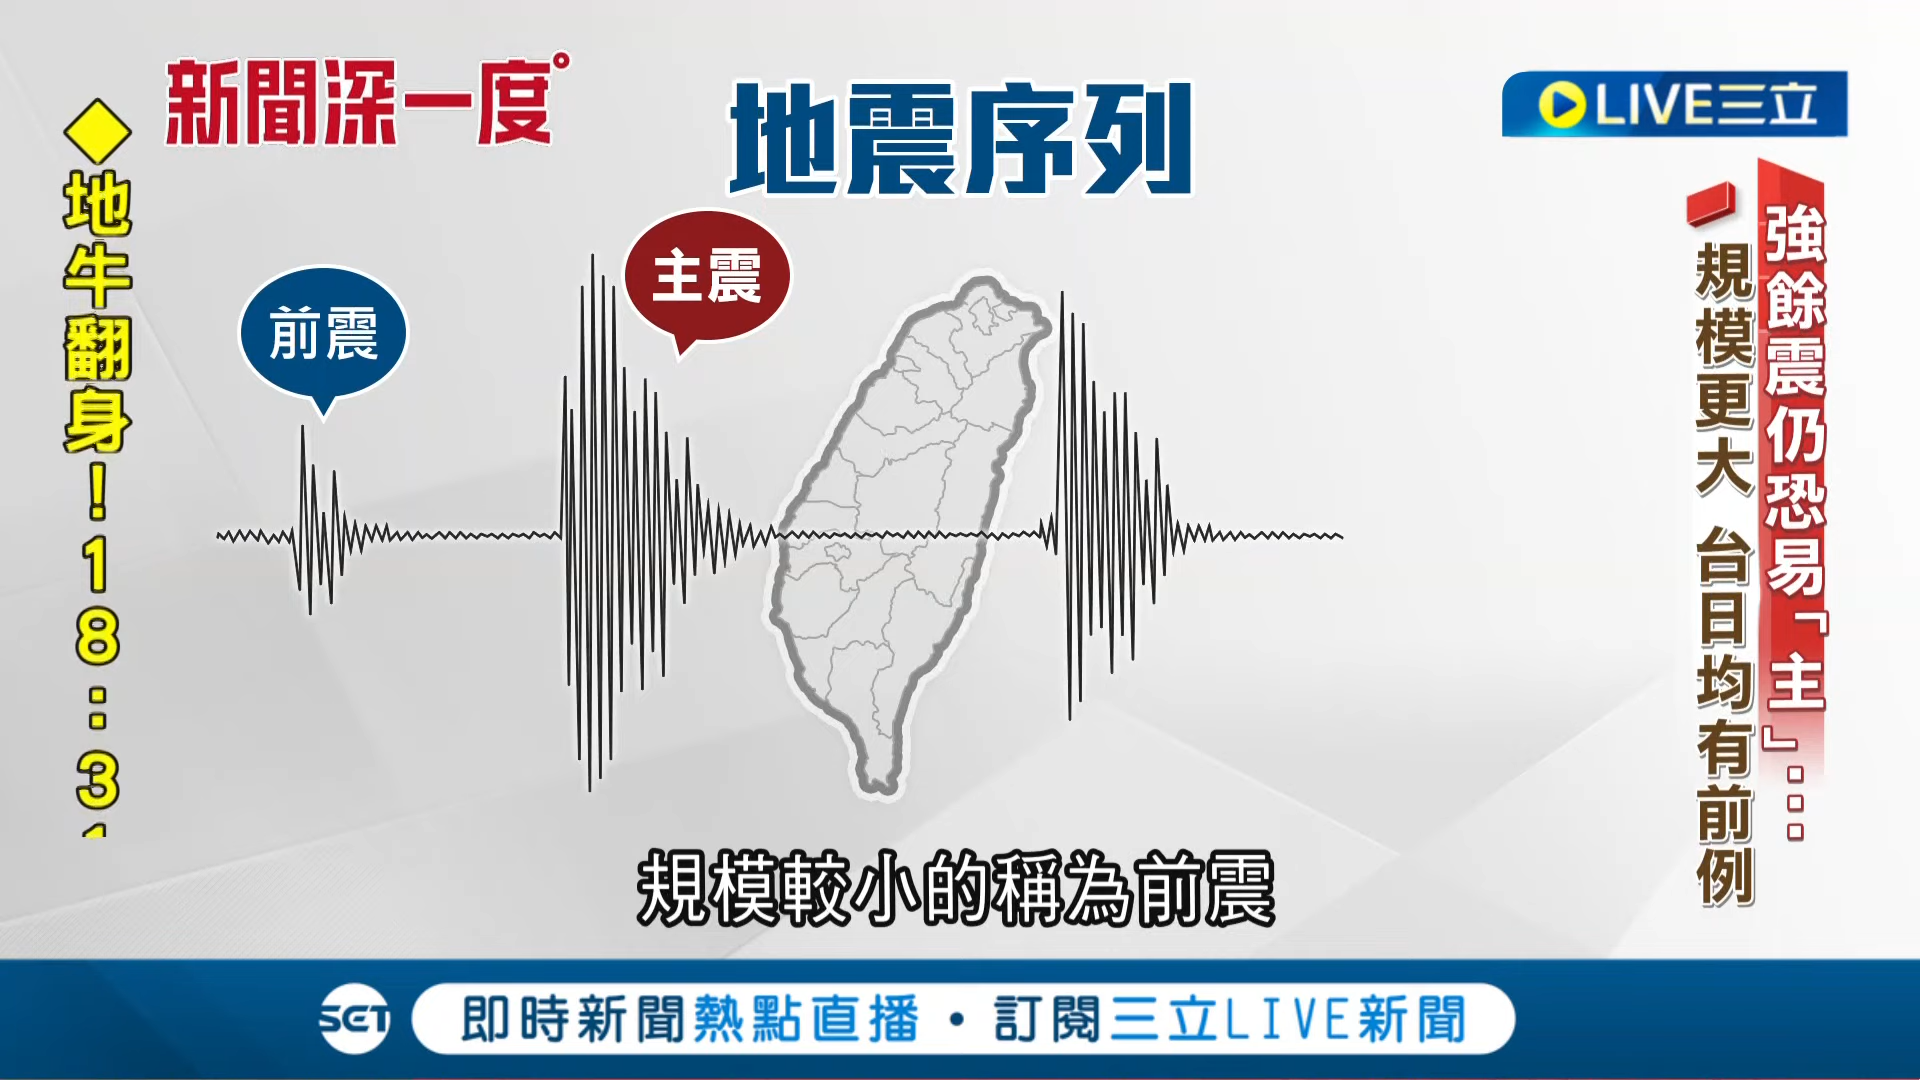 新聞深一度°
地震序列
LIVE三立
◆地牛翻身！18：31
強餘震仍恐易「主」...
規模更大 台日均有前例
前震
主震
規模較小的稱為前震
SET
即時新聞熱點直播・訂閱三立LIVE新聞